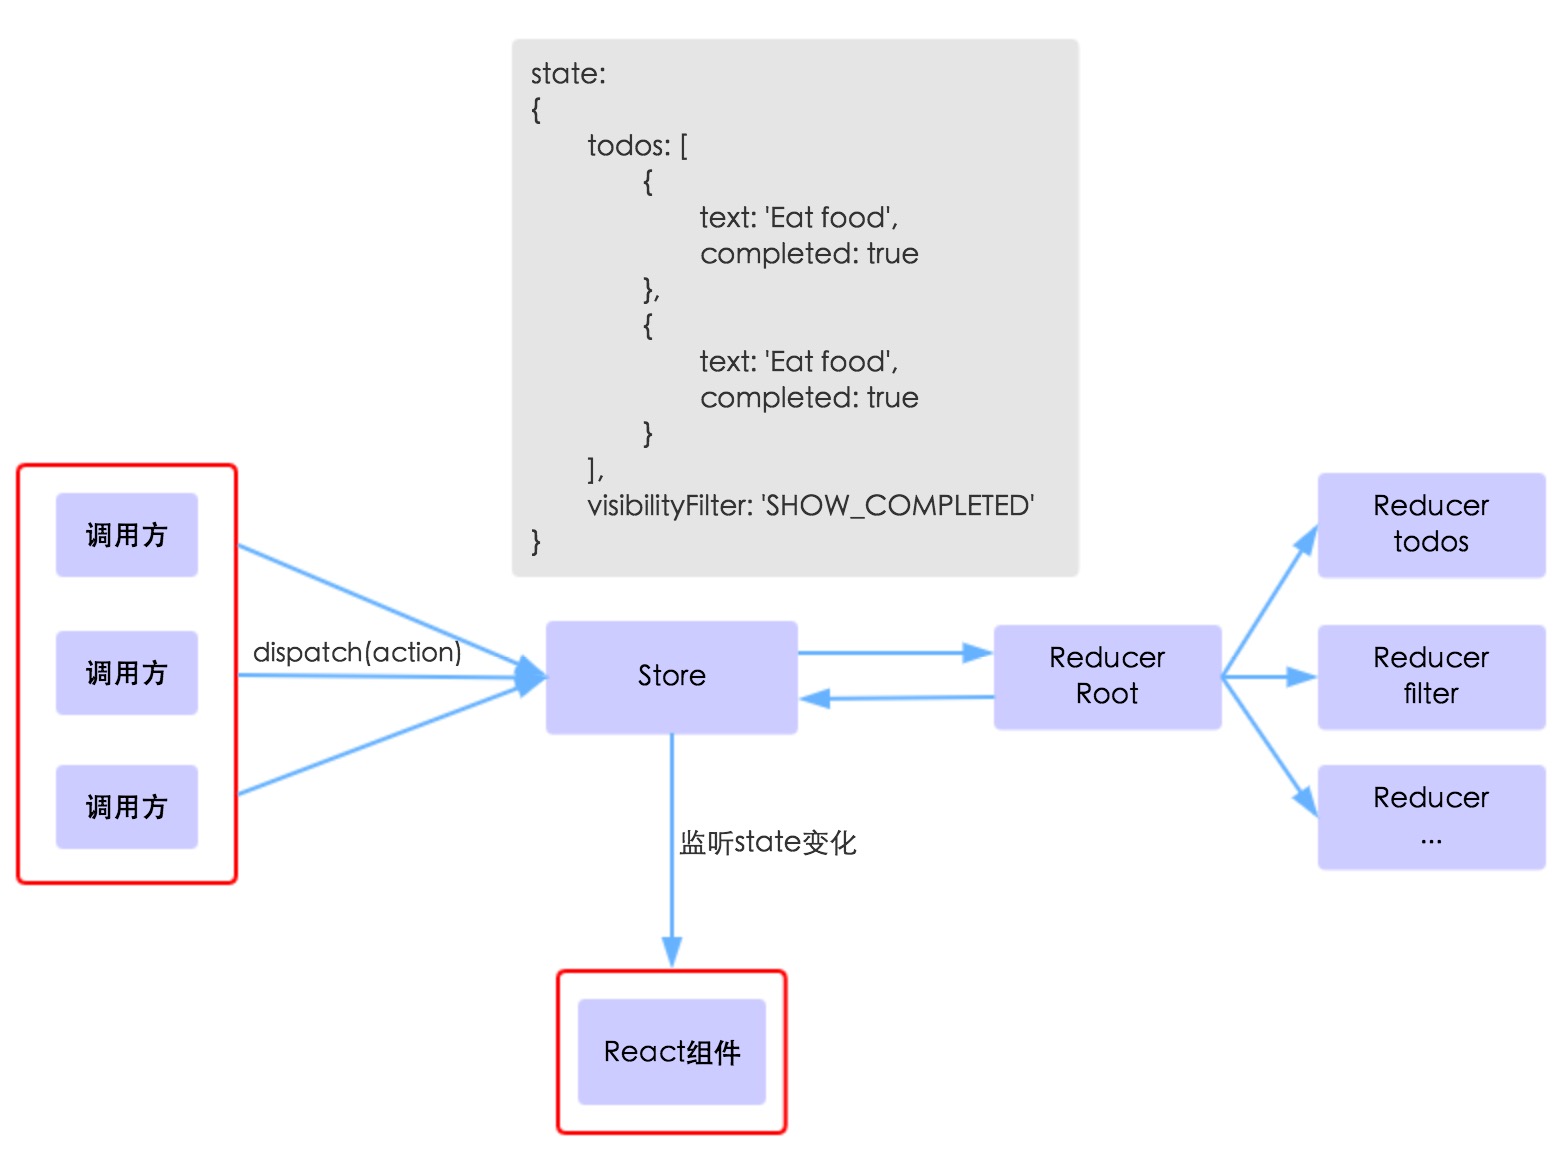 state:
{
todos: [
{
text: 'Eat food',
completed: true
},
{
text: 'Eat food',
completed: true
}
],
visibilityFilter: 'SHOW_COMPLETED'
}
调用方
调用方
调用方
dispatch(action)
Store
Reducer
Root
Reducer
todos
Reducer
filter
Reducer
...
监听state变化
React组件